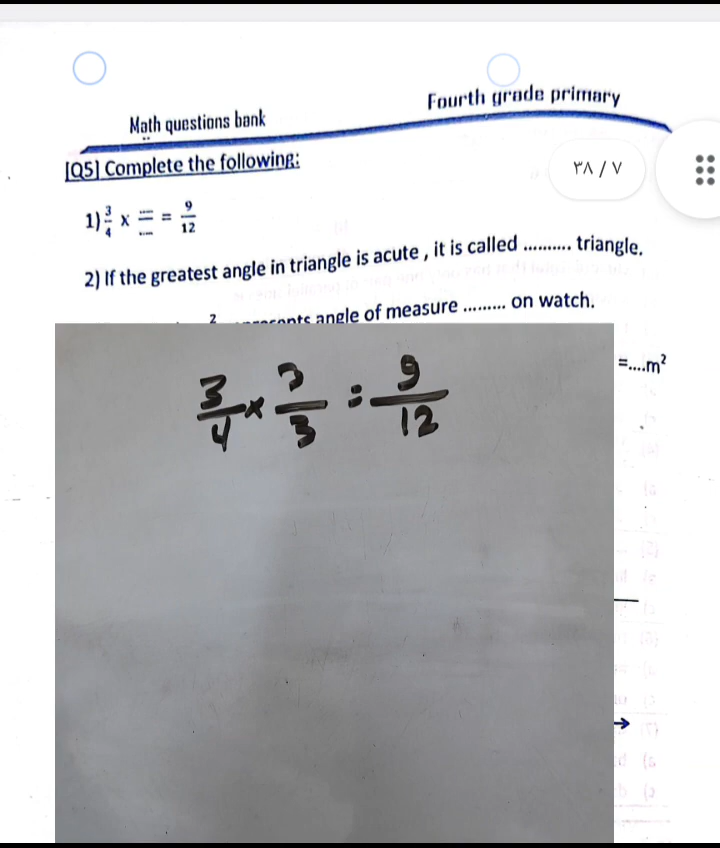 Math questions bank
Fourth grade primary
[Q5] Complete the following:
٣٨ / ٧
1) 3/4 x ---/--- = 9/12
2) If the greatest angle in triangle is acute , it is called .......... triangle.
2 angle of measure ......... on watch.
=....m²
3/4 x 3/3 = 9/12